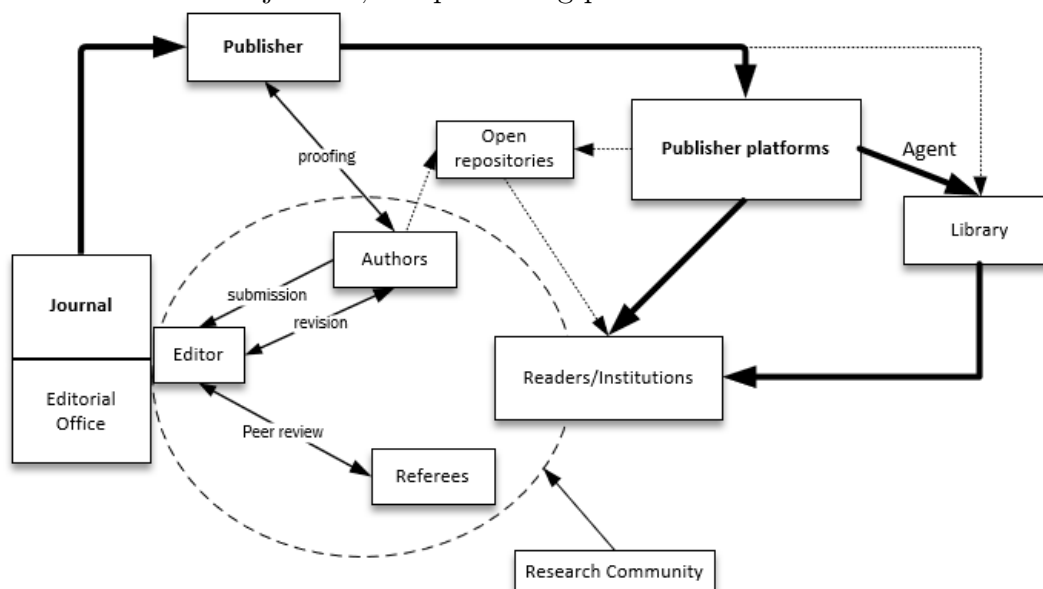 Publisher
Open
repositories
Publisher platforms
Agent
proofing
Library
Authors
submission
Journal
revision
Editor
Readers/Institutions
Editorial
Office
Peer review
Referees
Research Community